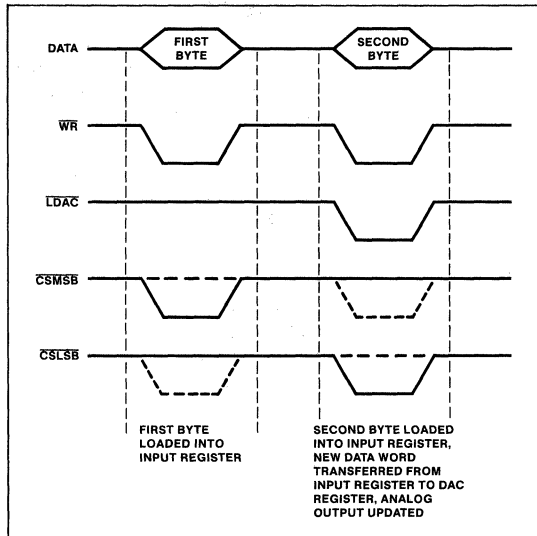 DATA
FIRST
BYTE
SECOND
BYTE
WR
LDAC
CSMSB
CSLSB
FIRST BYTE
LOADED INTO
INPUT REGISTER
SECOND BYTE LOADED
INTO INPUT REGISTER,
NEW DATA WORD
TRANSFERRED FROM
INPUT REGISTER TO DAC
REGISTER, ANALOG
OUTPUT UPDATED